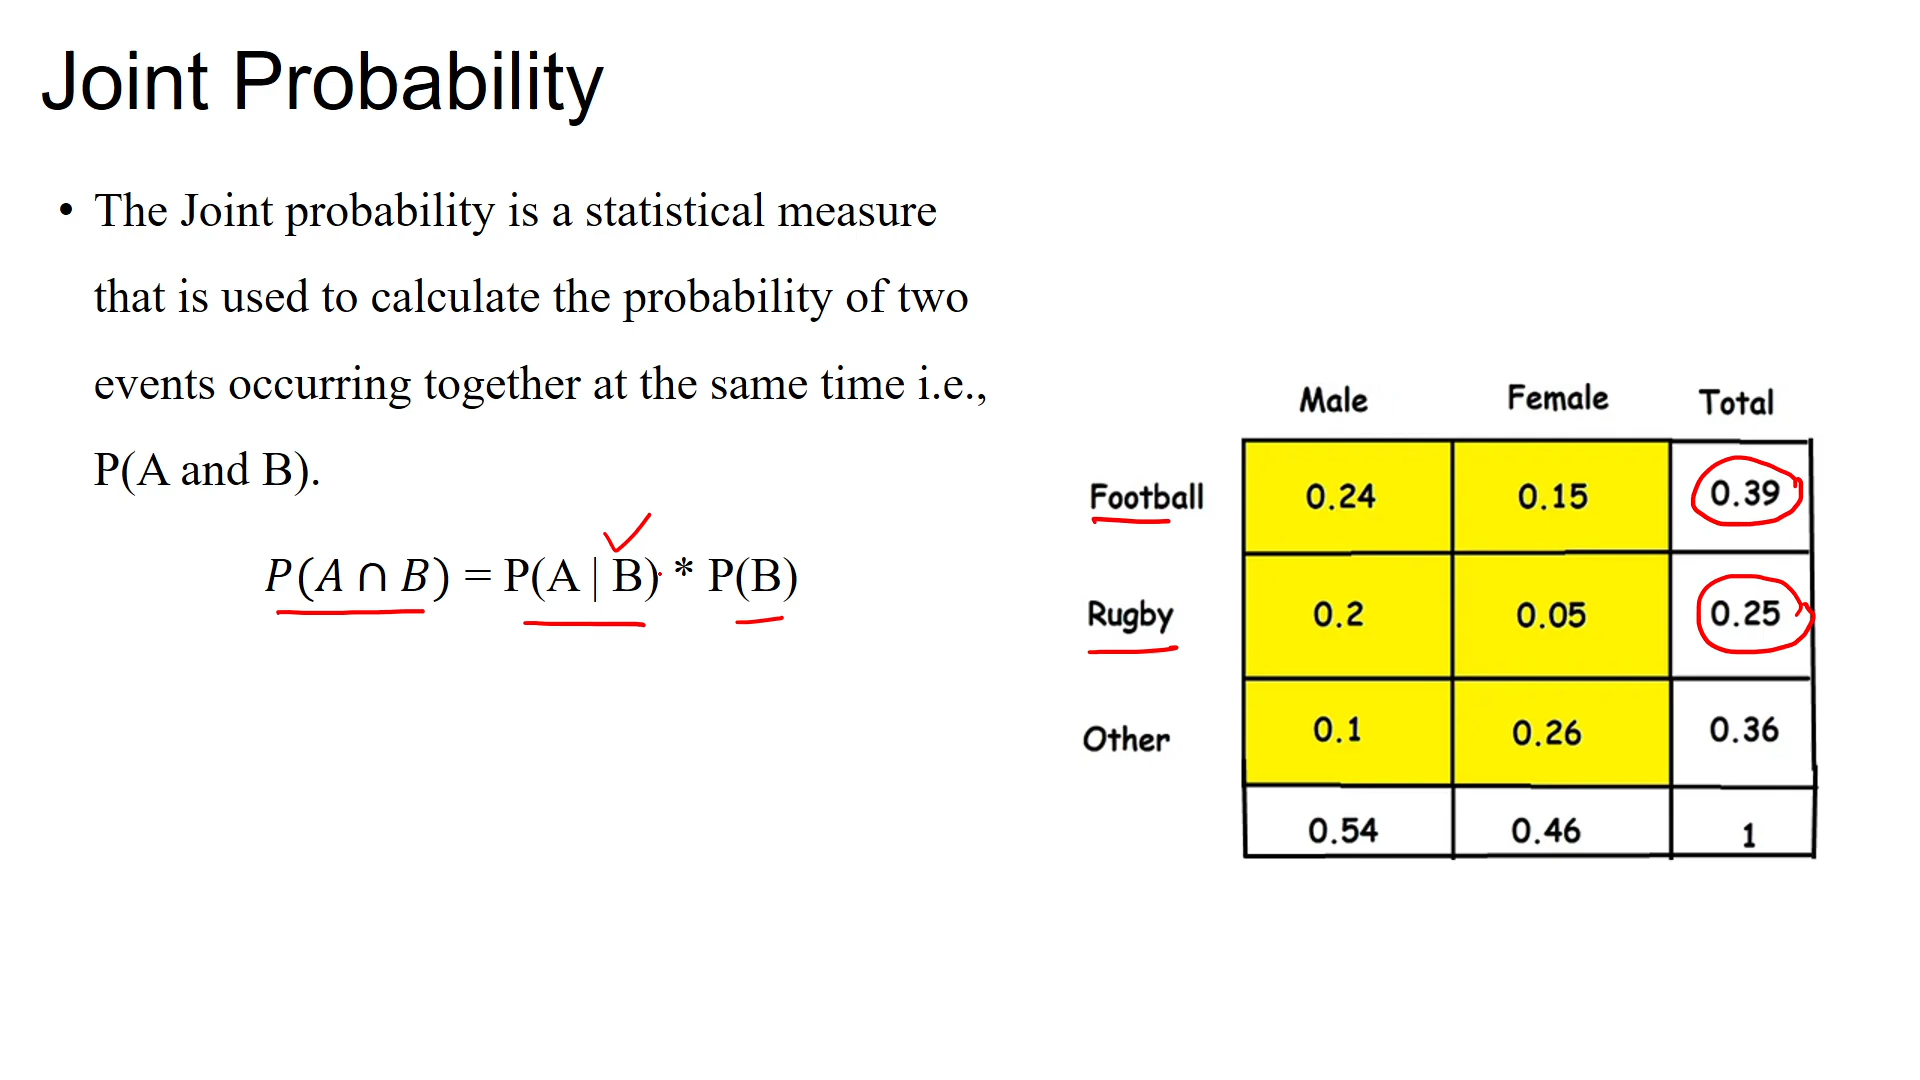 Joint Probability
• The Joint probability is a statistical measure
that is used to calculate the probability of two
events occurring together at the same time i.e.,
P(A and B).
P(A ∩ B) = P(A | B) * P(B)
Male Female Total
Football 0.24 0.15 0.39
Rugby 0.2 0.05 0.25
Other 0.1 0.26 0.36
0.54 0.46 1